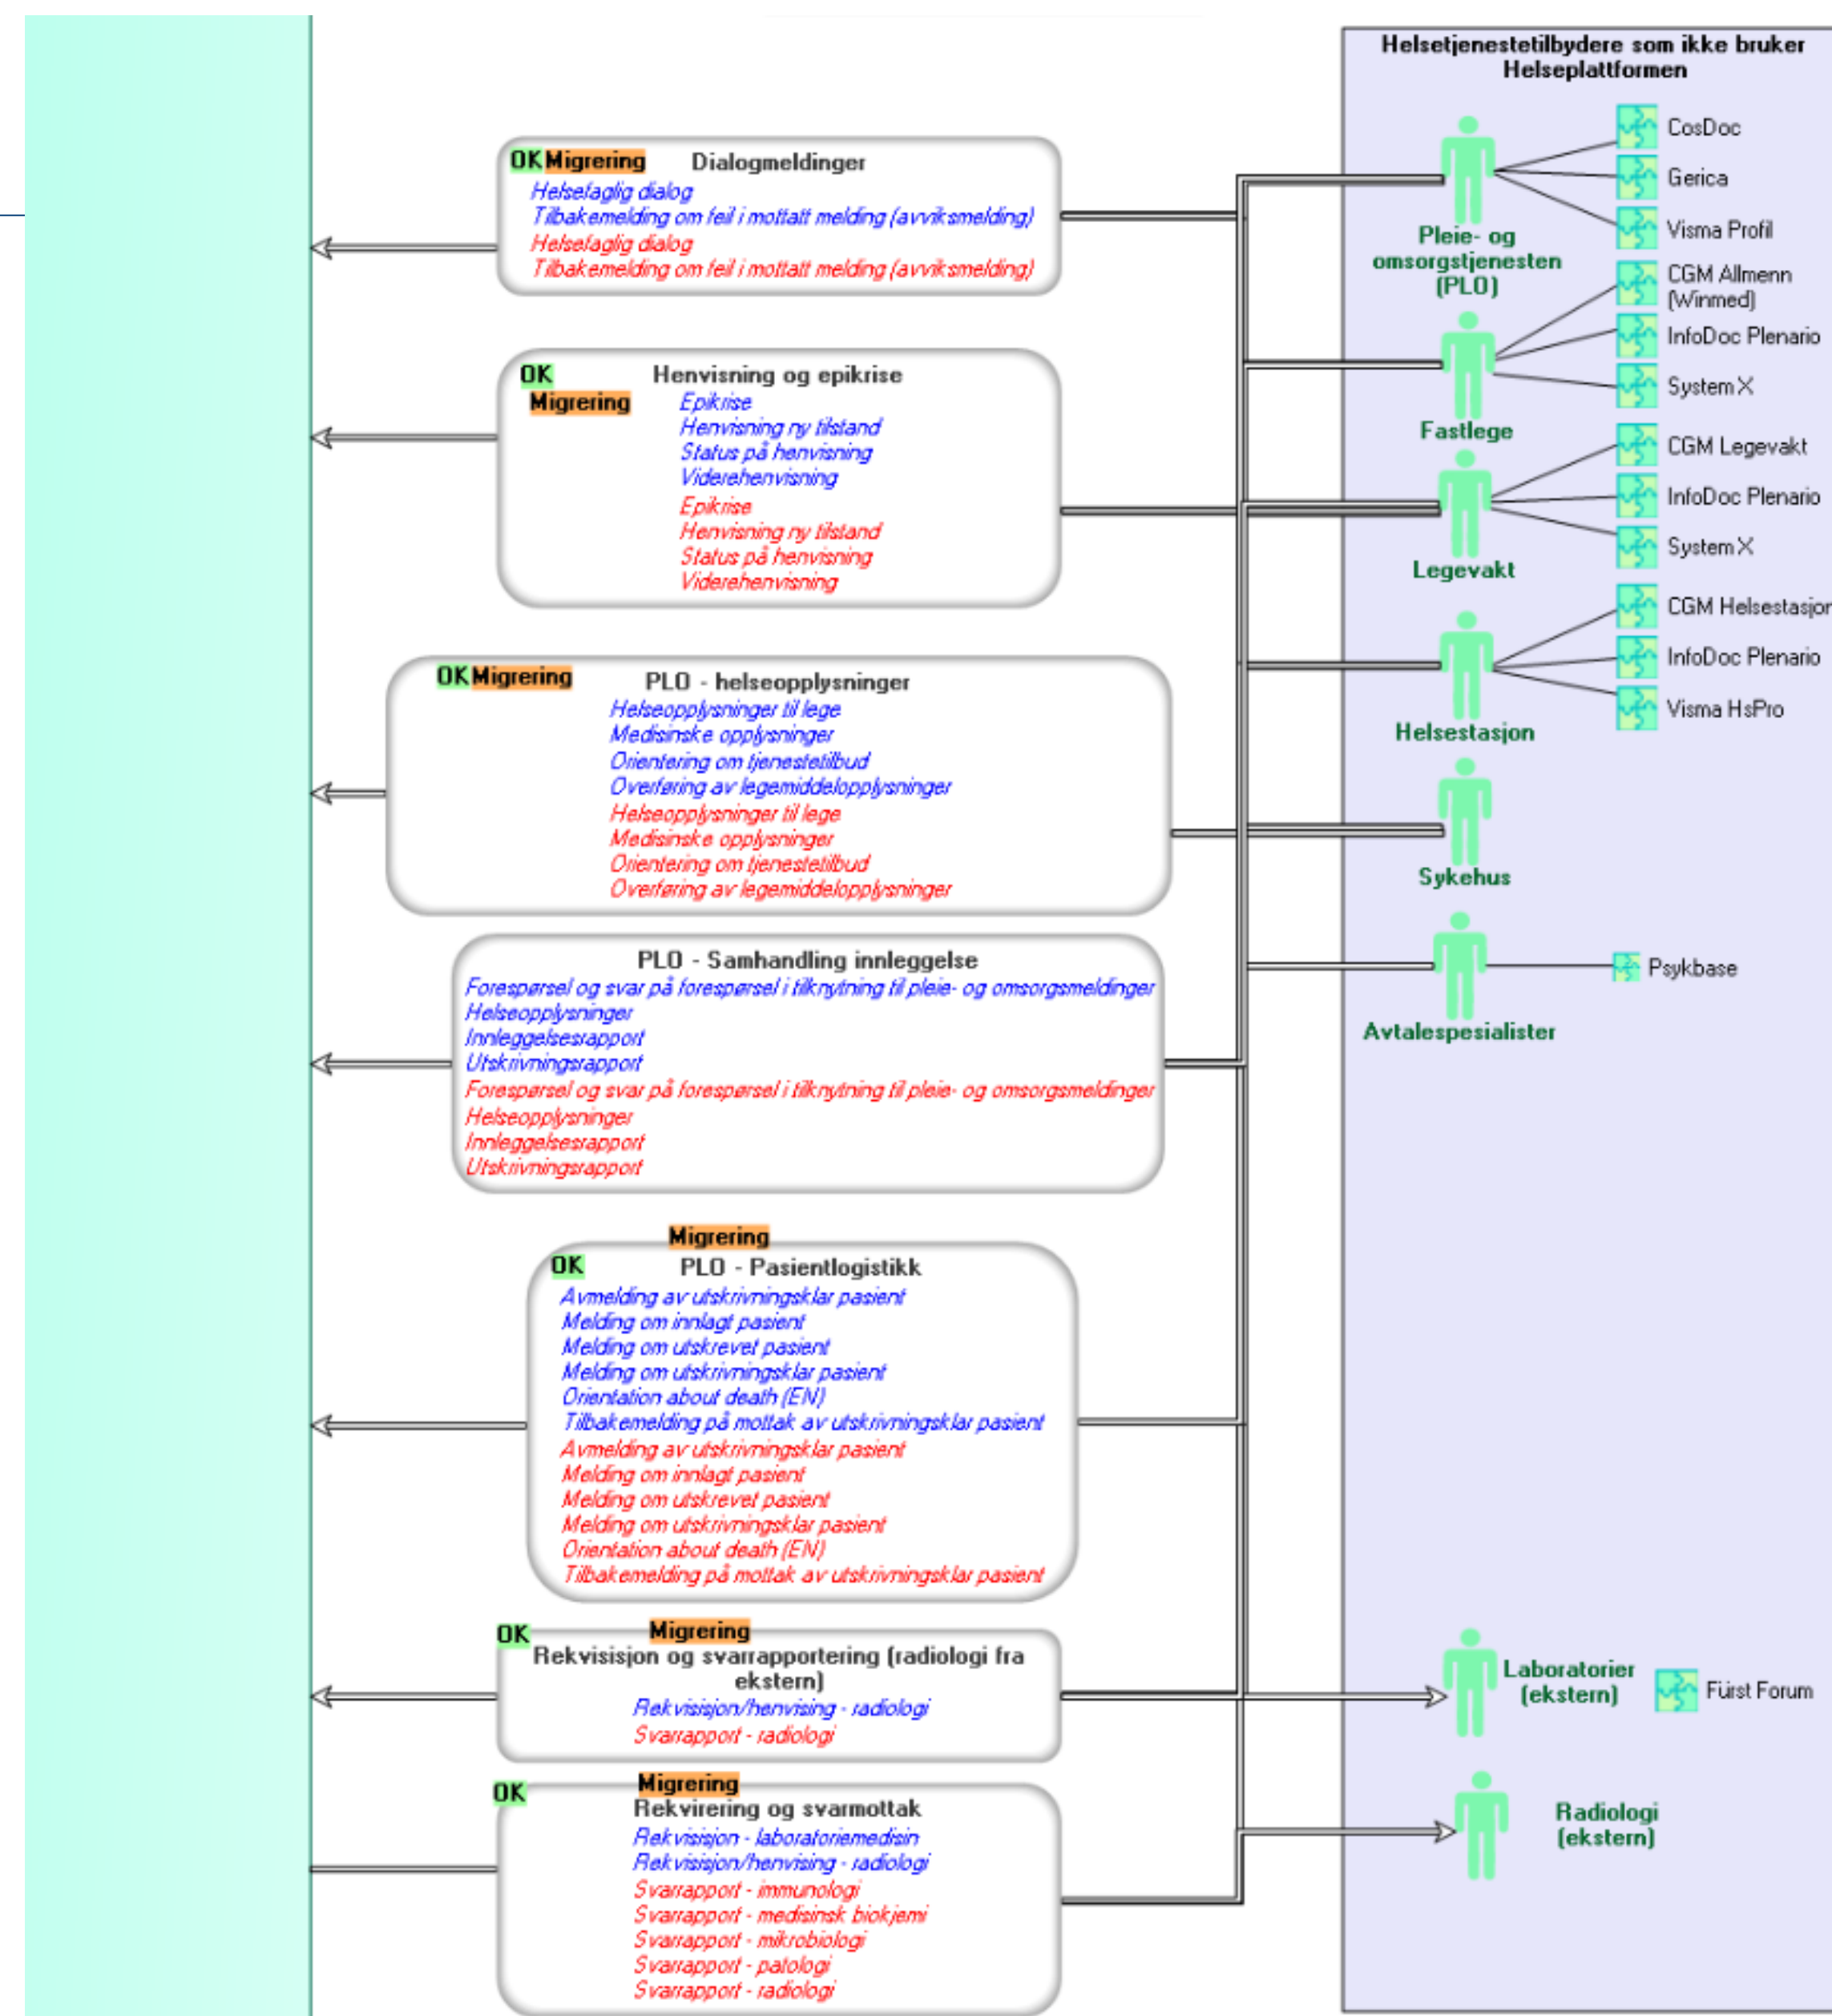 Helsetjenestetilbydere som ikke bruker
Helseplattformen
OK Migrering Dialogmeldinger
Helsefaglig dialog
Tilbakemelding om feil i mottatt melding (avviksmelding)
Helsefaglig dialog
Tilbakemelding om feil i mottatt melding (avviksmelding)
OK Henvisning og epikrise
Migrering
Epikrise
Henvisning ny tilstand
Status på henvisning
Viderehenvisning
Epikrise
Henvisning ny tilstand
Status på henvisning
Viderehenvisning
OK Migrering PLO - helseopplysninger
Helseopplysninger til lege
Medisinske opplysninger
Orientering om tjenestetilbud
Overføring av legemiddelopplysninger
Helseopplysninger til lege
Medisinske opplysninger
Orientering om tjenestetilbud
Overføring av legemiddelopplysninger
PLO - Samhandling innleggelse
Forespørsel og svar på forespørsel i tilknytning til pleie- og omsorgsmeldinger
Helseopplysninger
Innleggelsesrapport
Utskrivningsrapport
Forespørsel og svar på forespørsel i tilknytning til pleie- og omsorgsmeldinger
Helseopplysninger
Innleggelsesrapport
Utskrivningsrapport
Migrering
OK PLO - Pasientlogistikk
Avmelding av utskrivningsklar pasient
Melding om innlagt pasient
Melding om utskrevet pasient
Melding om utskrivningsklar pasient
Orientation about death (EN)
Tilbakemelding på mottak av utskrivningsklar pasient
Avmelding av utskrivningsklar pasient
Melding om innlagt pasient
Melding om utskrevet pasient
Melding om utskrivningsklar pasient
Orientation about death (EN)
Tilbakemelding på mottak av utskrivningsklar pasient
OK Migrering
Rekvisisjon og svarrapportering (radiologi fra
ekstern)
Rekvisisjon/henvising - radiologi
Svarrapport - radiologi
OK Migrering
Rekvirering og svarmottak
Rekvisisjon - laboratoriemedisin
Rekvisisjon/henvising - radiologi
Svarrapport - immunologi
Svarrapport - medisinsk biokjemi
Svarrapport - mikrobiologi
Svarrapport - patologi
Svarrapport - radiologi
CosDoc
Gerica
Visma Profil
Pleie- og
omsorgstjenesten
(PLO)
CGM Allmenn
(Winmed)
InfoDoc Plenario
System X
Fastlege
CGM Legevakt
InfoDoc Plenario
System X
Legevakt
CGM Helsestasjon
InfoDoc Plenario
Visma HsPro
Helsestasjon
Sykehus
Psykbase
Avtalespesialister
Laboratorier
(ekstern)
Fürst Forum
Radiologi
(ekstern)